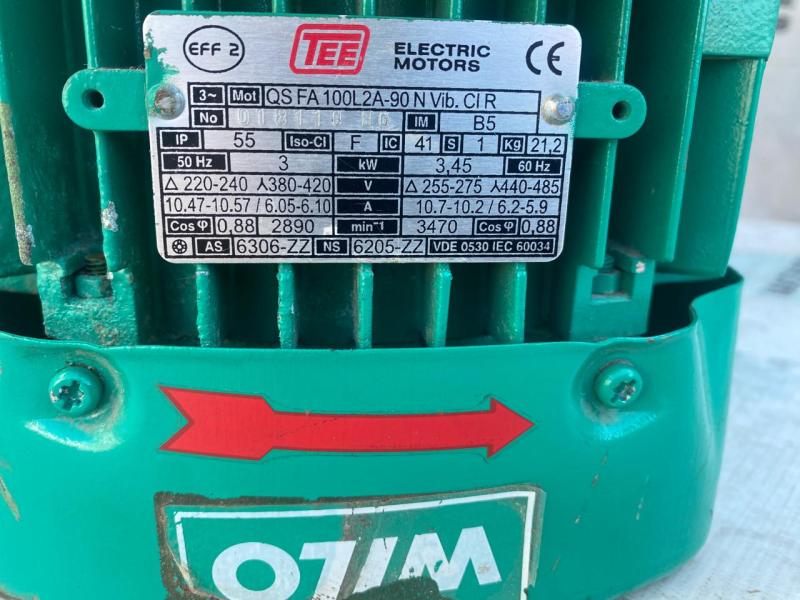 EFF 2 TEE ELECTRIC MOTORS CE
3~ Mot QS FA 100L2A-90 N Vib. Cl R
No IM B5
IP 55 Iso-Cl F IC 41 S 1 Kg 21,2
50 Hz 3 kW 3,45 60 Hz
△ 220-240 ⅄380-420 V △ 255-275 ⅄440-485
10.47-10.57 / 6.05-6.10 A 10.7-10.2 / 6.2-5.9
Cos φ 0,88 2890 min⁻¹ 3470 Cos φ 0,88
AS 6306-ZZ NS 6205-ZZ VDE 0530 IEC 60034
WILO